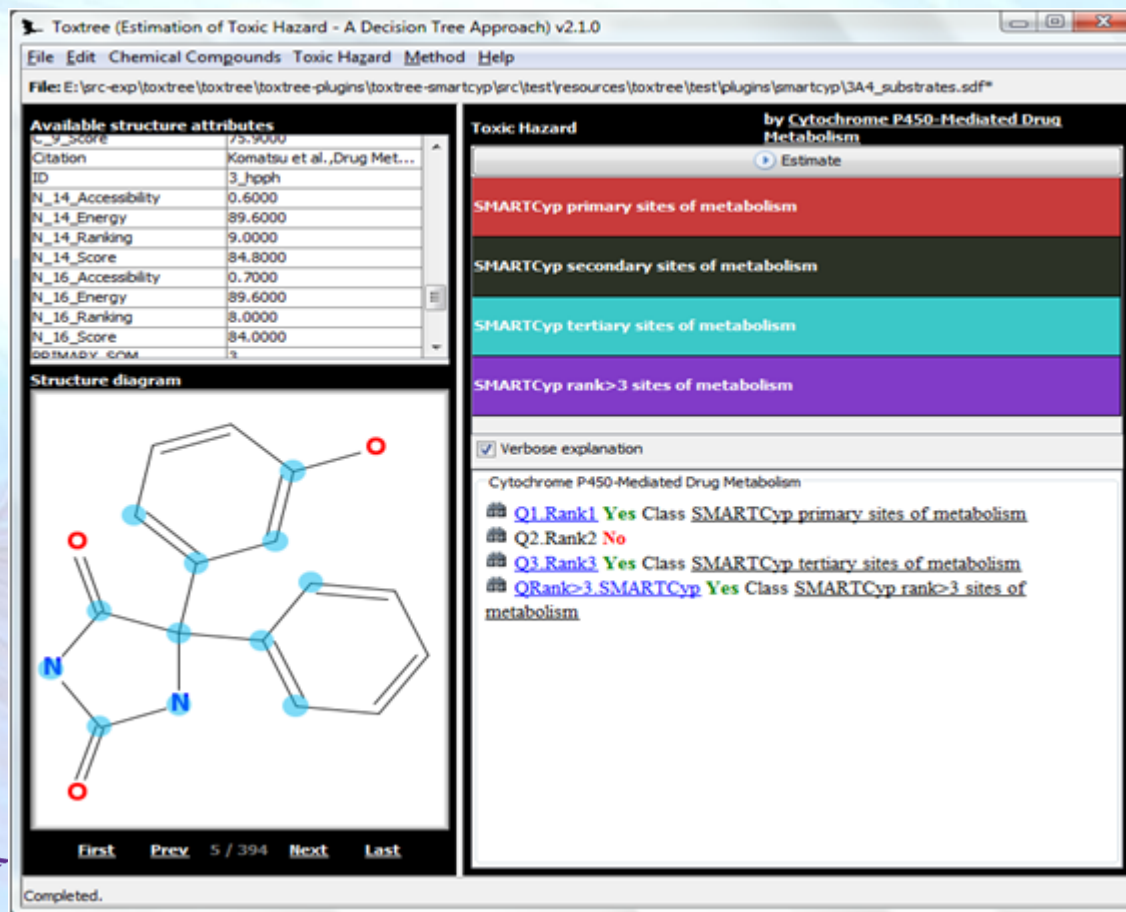 Toxtree (Estimation of Toxic Hazard - A Decision Tree Approach) v2.1.0
File Edit Chemical Compounds Toxic Hazard Method Help
File: E:\src-exp\toxtree\toxtree\toxtree-plugins\toxtree-smartcyp\src\test\resources\toxtree\test\plugins\smartcyp\3A4_substrates.sdf*
Available structure attributes
C_9_Score 75.9000
Citation Komatsu et al.,Drug Met...
ID 3_hpph
N_14_Accessibility 0.6000
N_14_Energy 89.6000
N_14_Ranking 9.0000
N_14_Score 84.8000
N_16_Accessibility 0.7000
N_16_Energy 89.6000
N_16_Ranking 8.0000
N_16_Score 84.0000
PRIMARY_SOM 3
Structure diagram
O
O
N
N
O
First Prev 5 / 394 Next Last
Completed.
Toxic Hazard
by Cytochrome P450-Mediated Drug
Metabolism
Estimate
SMARTCyp primary sites of metabolism
SMARTCyp secondary sites of metabolism
SMARTCyp tertiary sites of metabolism
SMARTCyp rank>3 sites of metabolism
Verbose explanation
Cytochrome P450-Mediated Drug Metabolism
Q1.Rank1 Yes Class SMARTCyp primary sites of metabolism
Q2.Rank2 No
Q3.Rank3 Yes Class SMARTCyp tertiary sites of metabolism
QRank>3.SMARTCyp Yes Class SMARTCyp rank>3 sites of
metabolism